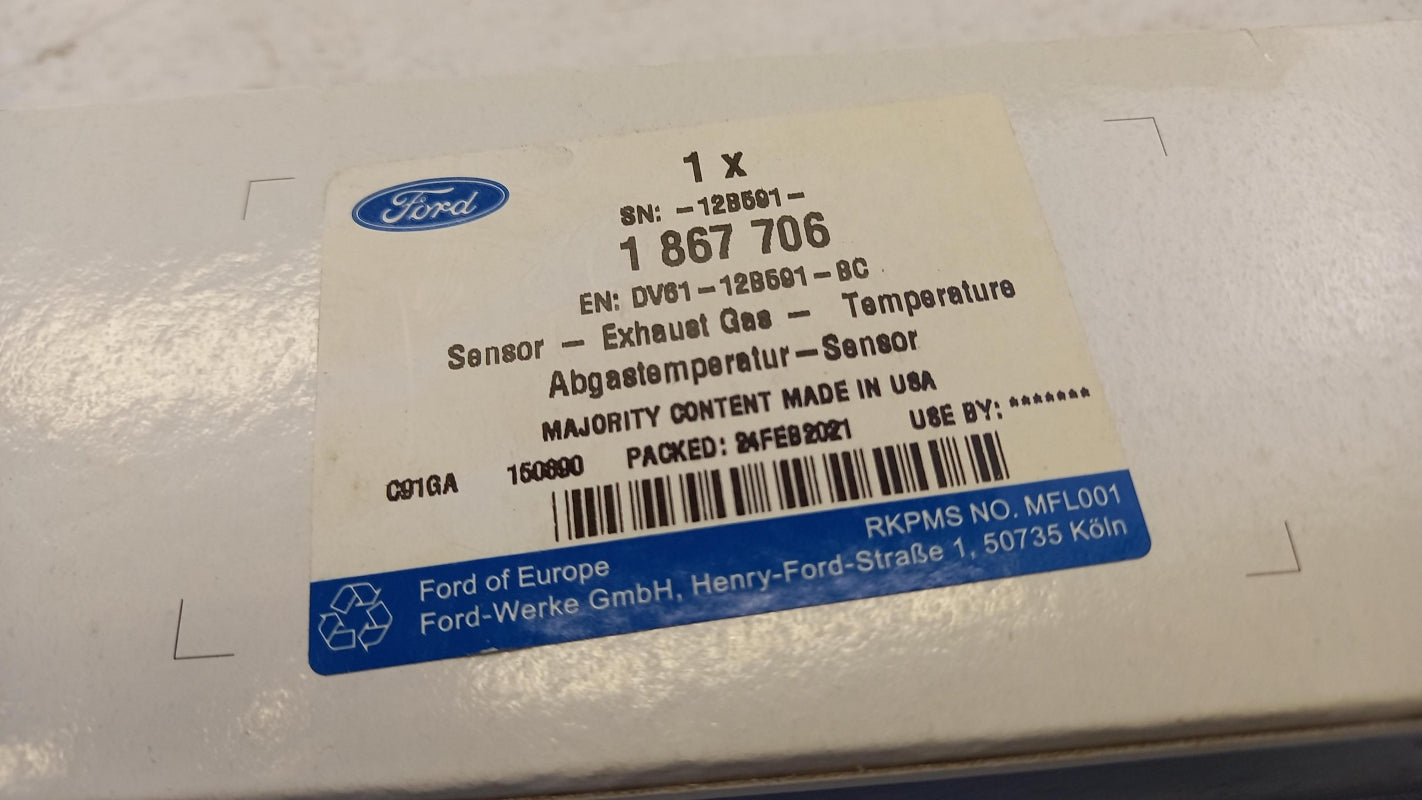 Ford
1 x
SN: -12B591-
1 867 706
EN: DV61-12B591-BC
Sensor - Exhaust Gas - Temperature
Abgastemperatur-Sensor
MAJORITY CONTENT MADE IN USA
C91GA 150890 PACKED: 24FEB2021 USE BY: *******
RKPMS NO. MFL001
Ford of Europe
Ford-Werke GmbH, Henry-Ford-Straße 1, 50735 Köln